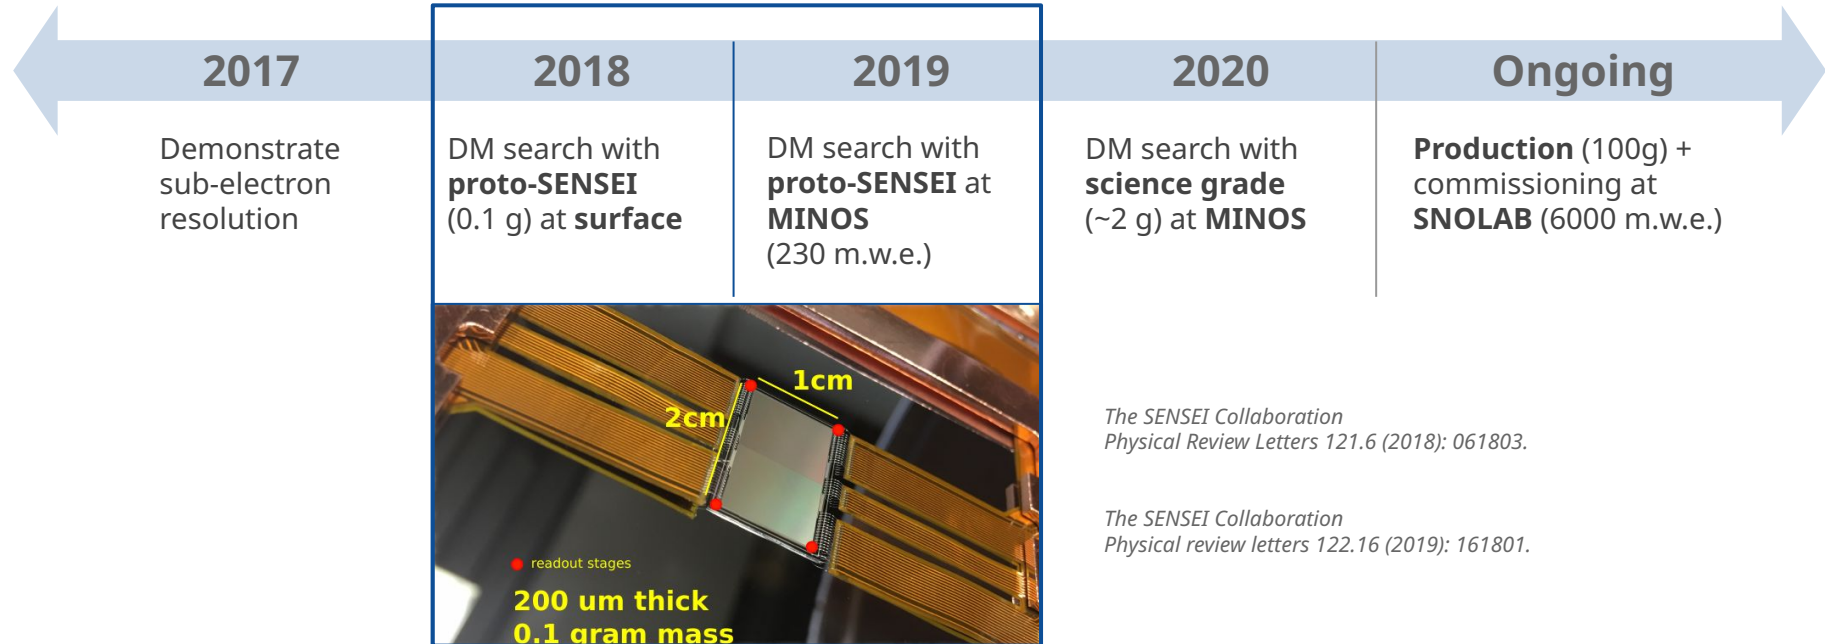 2017
2018
2019
2020
Ongoing
Demonstrate
sub-electron
resolution
DM search with
proto-SENSEI
(0.1 g) at surface
DM search with
proto-SENSEI at
MINOS
(230 m.w.e.)
DM search with
science grade
(~2 g) at MINOS
Production (100g) +
commissioning at
SNOLAB (6000 m.w.e.)
1cm
2cm
readout stages
200 um thick
0.1 gram mass
The SENSEI Collaboration
Physical Review Letters 121.6 (2018): 061803.
The SENSEI Collaboration
Physical review letters 122.16 (2019): 161801.